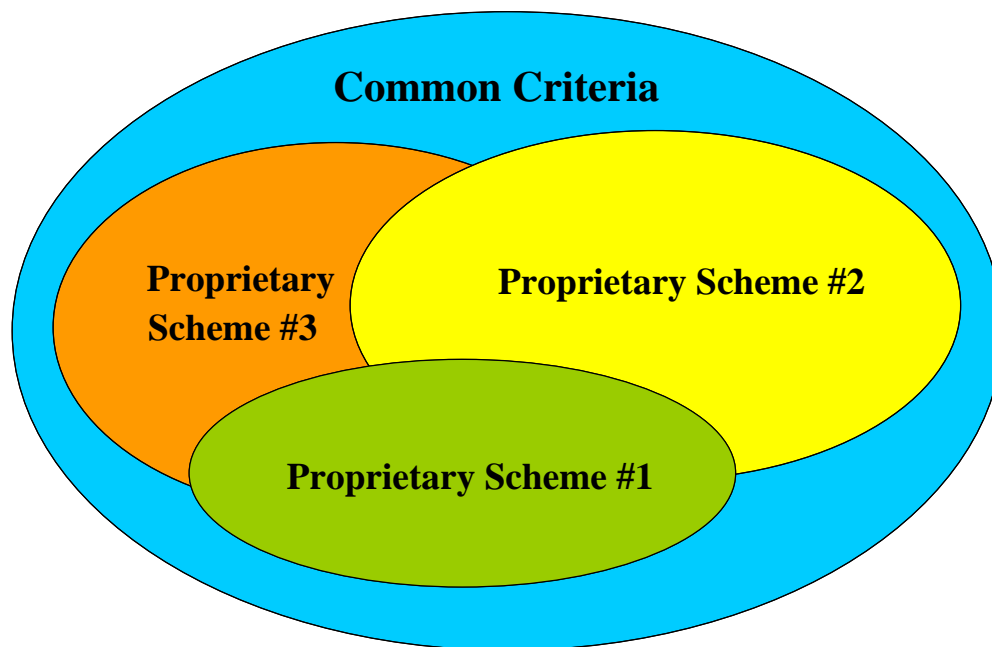 Common Criteria
Proprietary
Scheme #3
Proprietary Scheme #2
Proprietary Scheme #1